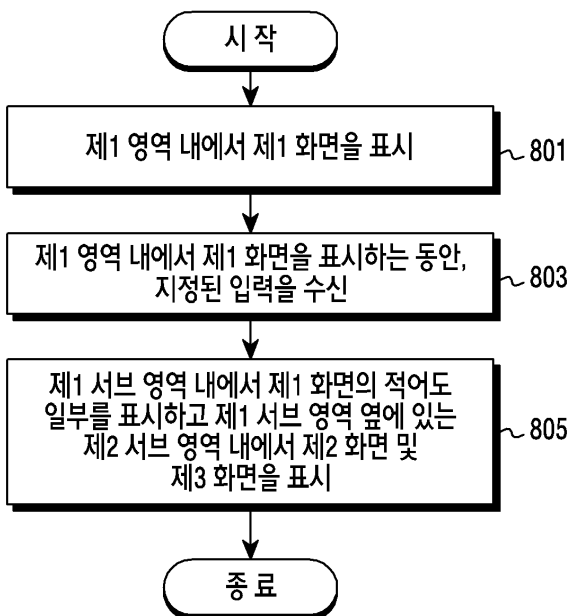 시 작
제1 영역 내에서 제1 화면을 표시
801
제1 영역 내에서 제1 화면을 표시하는 동안,
지정된 입력을 수신
803
제1 서브 영역 내에서 제1 화면의 적어도
일부를 표시하고 제1 서브 영역 옆에 있는
제2 서브 영역 내에서 제2 화면 및
제3 화면을 표시
805
종 료